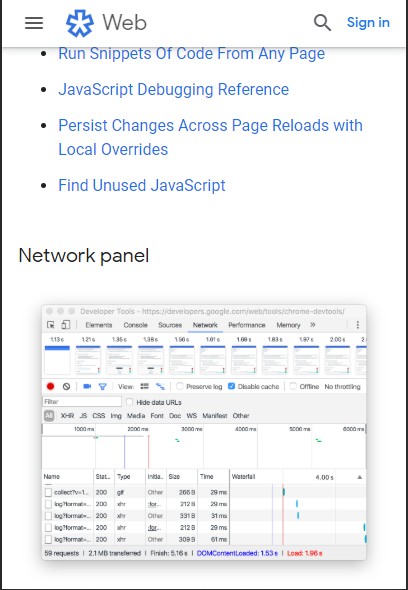 Web
Sign in
Run Snippets Of Code From Any Page
JavaScript Debugging Reference
Persist Changes Across Page Reloads with
Local Overrides
Find Unused JavaScript
Network panel
Developer Tools - https://developers.google.com/web/tools/chrome-devtools/
Elements Console Sources Network Performance Memory »
1.13 s 1.21 s 1.35 s 1.38 s 1.56 s 1.61 s 1.69 s 1.83 s 1.97 s 2.00 s
View: Preserve log Disable cache Offline No throttling
Filter Hide data URLs
All XHR JS CSS Img Media Font Doc WS Manifest Other
1000 ms 2000 ms 3000 ms 4000 ms 5000 ms 6000 ms
Name Stat... Type Initia... Size Time Waterfall 4.00 s
collect?v=1... 200 gif Other 266 B 29 ms
log?format=... 200 xhr :for... 212 B 29 ms
log?format=... 200 xhr Other 331 B 31 ms
log?format=... 200 xhr :for... 212 B 29 ms
log?format=... 200 xhr Other 309 B 61 ms
59 requests | 2.1 MB transferred | Finish: 5.16 s | DOMContentLoaded: 1.53 s | Load: 1.96 s